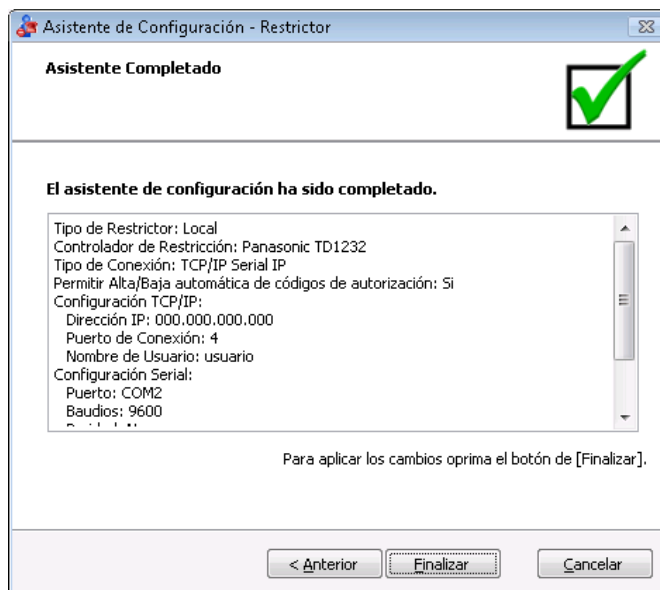 Asistente de Configuración - Restrictor
Asistente Completado
El asistente de configuración ha sido completado.
Tipo de Restrictor: Local
Controlador de Restricción: Panasonic TD1232
Tipo de Conexión: TCP/IP Serial IP
Permitir Alta/Baja automática de códigos de autorización: Si
Configuración TCP/IP:
Dirección IP: 000.000.000.000
Puerto de Conexión: 4
Nombre de Usuario: usuario
Configuración Serial:
Puerto: COM2
Baudios: 9600
Para aplicar los cambios oprima el botón de [Finalizar].
< Anterior
Finalizar
Cancelar